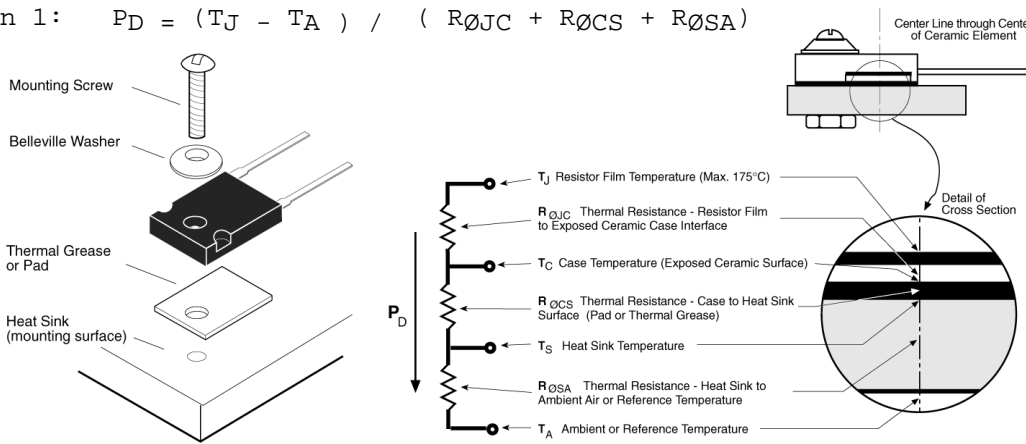 n 1: PD = (TJ - TA ) / ( RØJC + RØCS + RØSA)
Center Line through Cente
of Ceramic Element
Mounting Screw
Belleville Washer
Thermal Grease
or Pad
Heat Sink
(mounting surface)
PD
TJ Resistor Film Temperature (Max. 175°C)
RØJC Thermal Resistance - Resistor Film
to Exposed Ceramic Case Interface
TC Case Temperature (Exposed Ceramic Surface)
RØCS Thermal Resistance - Case to Heat Sink
Surface (Pad or Thermal Grease)
TS Heat Sink Temperature
RØSA Thermal Resistance - Heat Sink to
Ambient Air or Reference Temperature
TA Ambient or Reference Temperature
Detail of
Cross Section